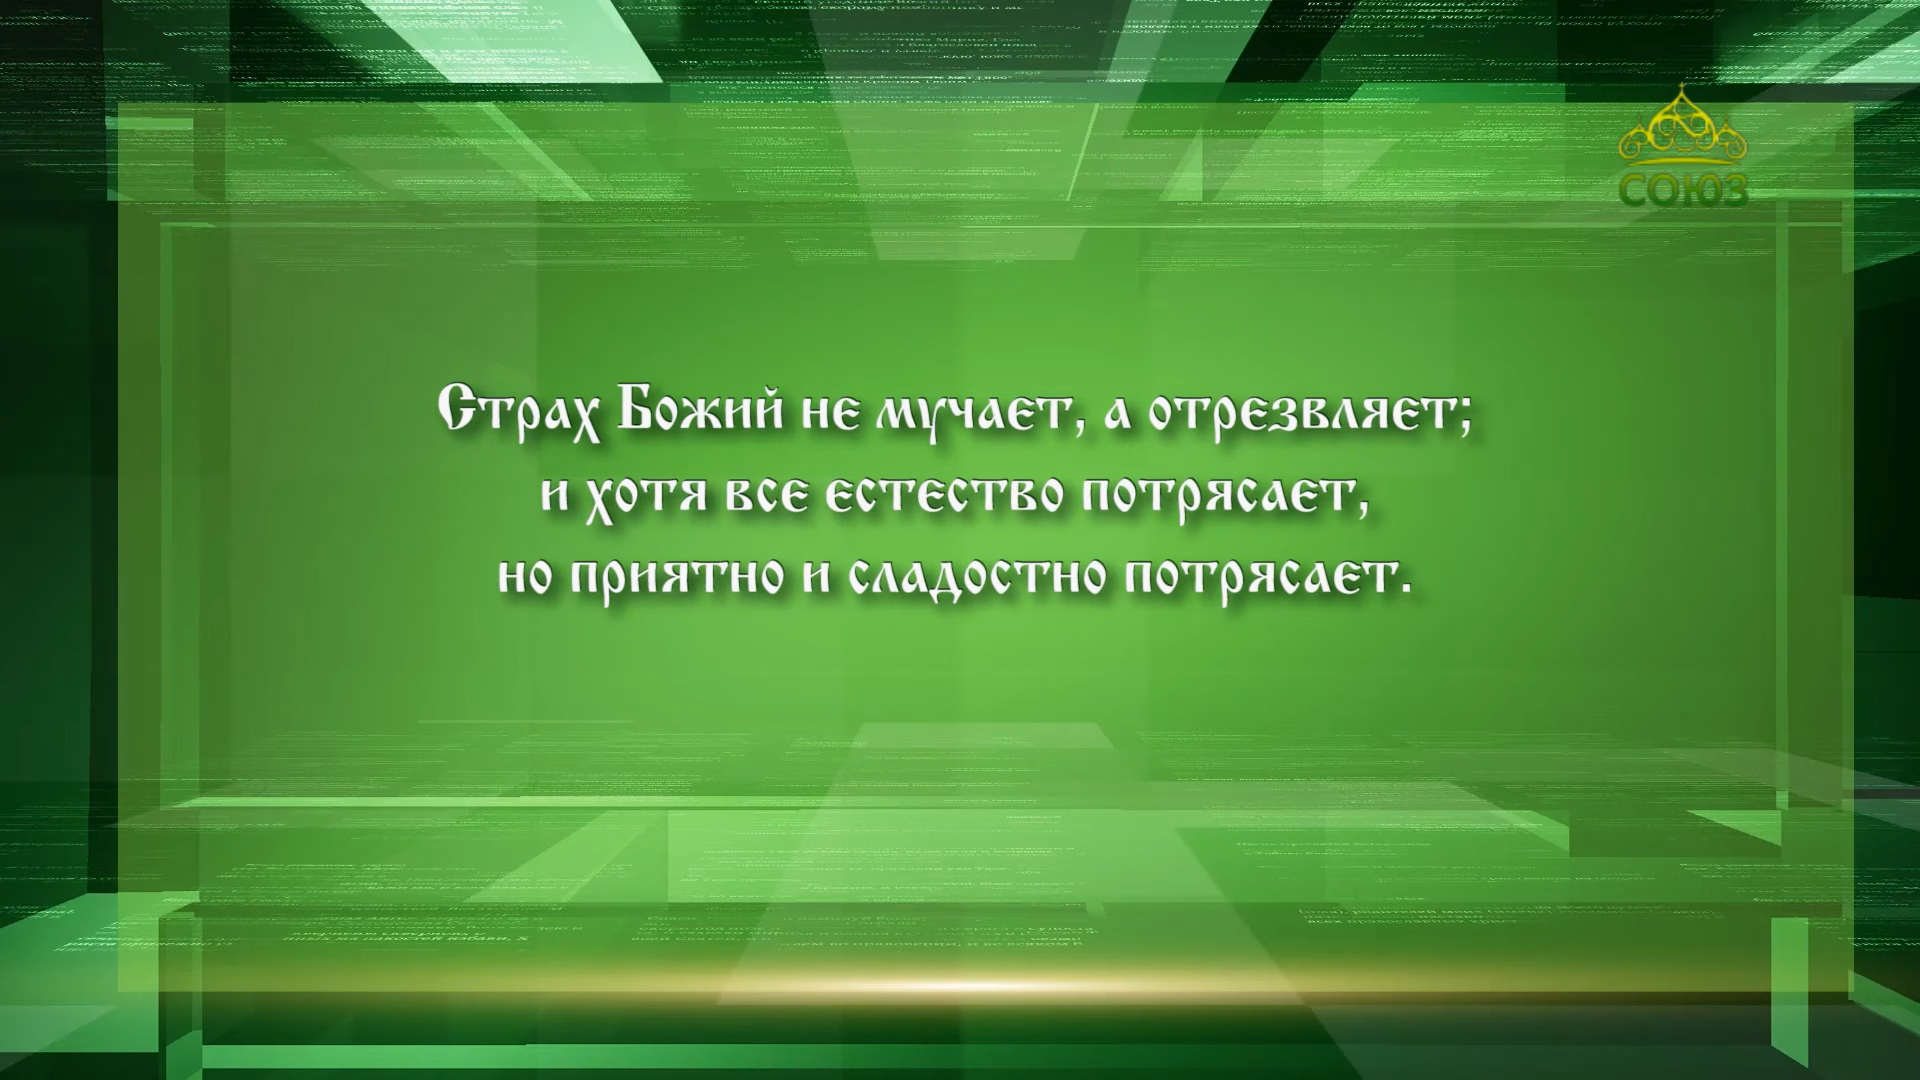 СОЮЗ
Страх Божий не мучает, а отрезвляет;
и хотя все естество потрясает,
но приятно и сладостно потрясает.